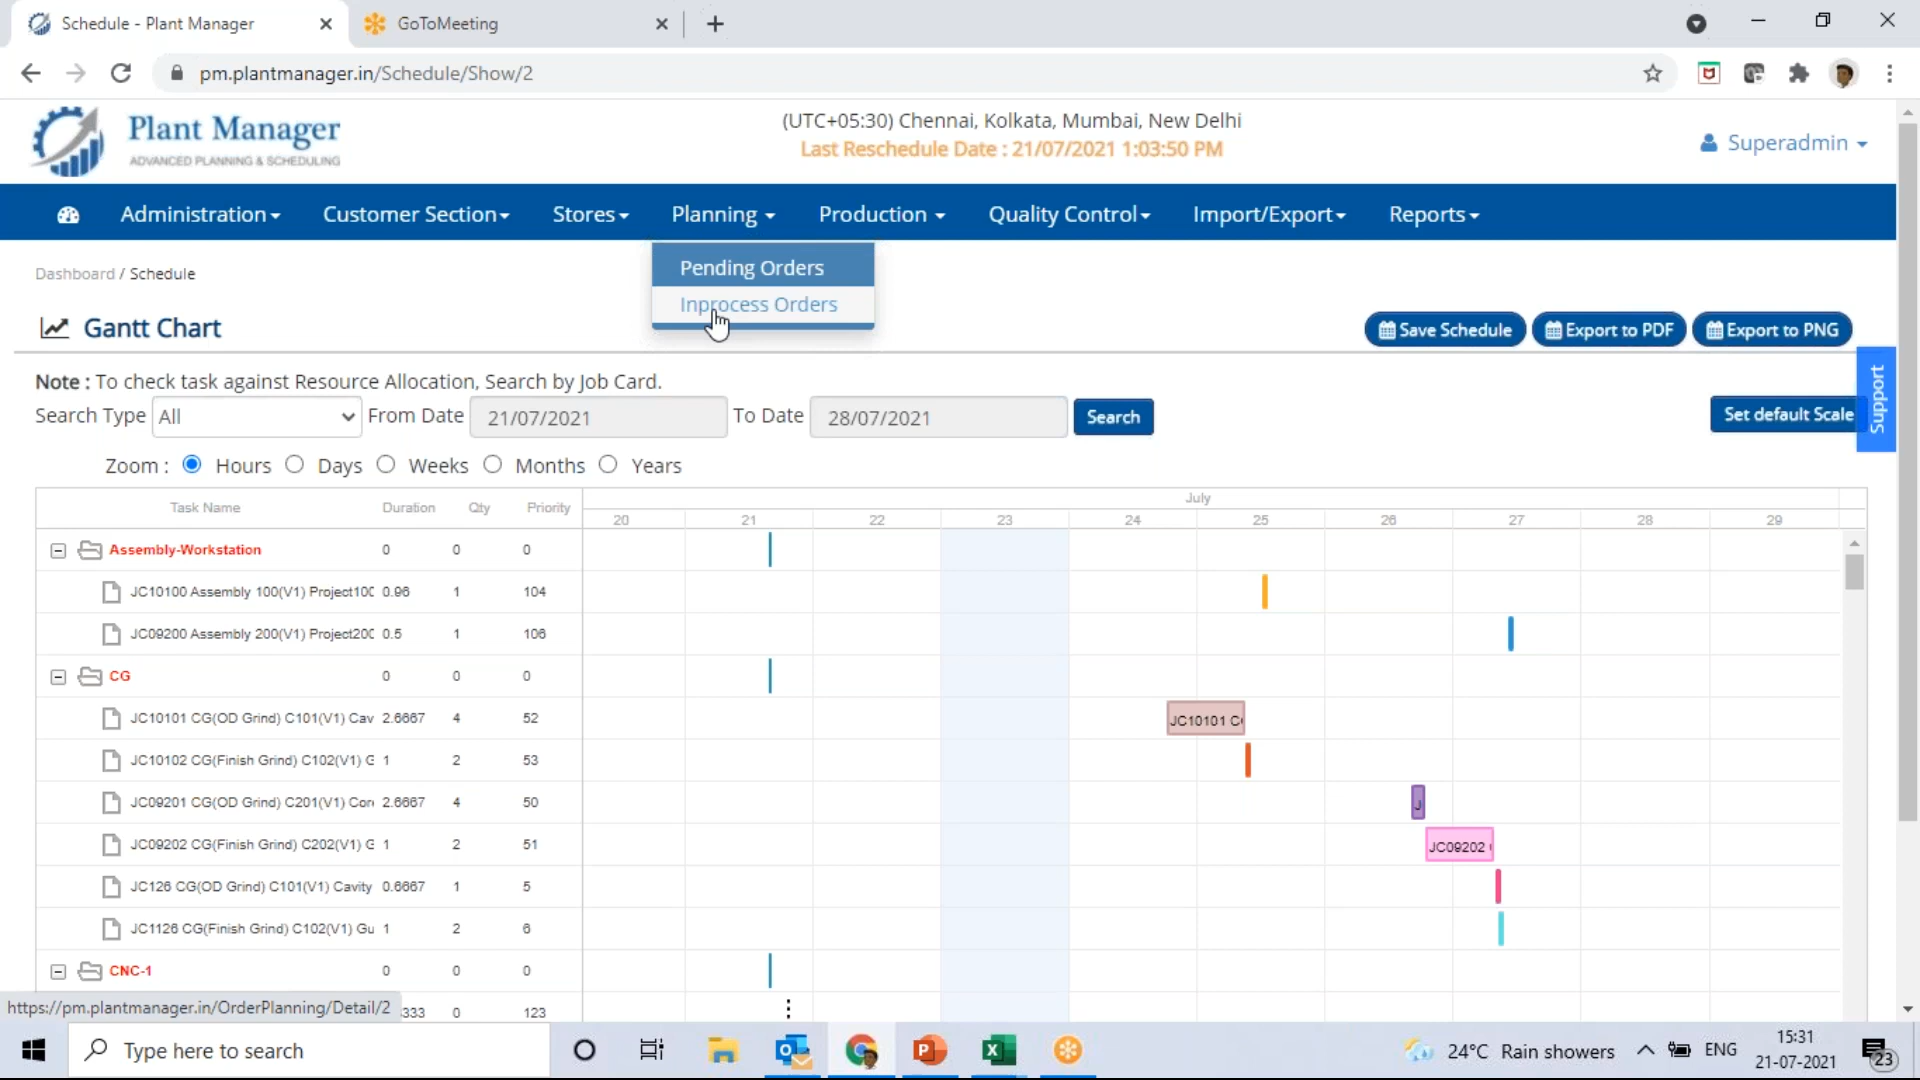 Schedule - Plant Manager
GoToMeeting
pm.plantmanager.in/Schedule/Show/2
Plant Manager
ADVANCED PLANNING & SCHEDULING
(UTC+05:30) Chennai, Kolkata, Mumbai, New Delhi
Last Reschedule Date : 21/07/2021 1:03:50 PM
Superadmin
Administration Customer Section Stores Planning Production Quality Control Import/Export Reports
Pending Orders
Inprocess Orders
Dashboard / Schedule
Gantt Chart
Save Schedule Export to PDF Export to PNG
Support
Note : To check task against Resource Allocation, Search by Job Card.
Search Type All From Date 21/07/2021 To Date 28/07/2021 Search Set default Scale
Zoom : Hours Days Weeks Months Years
Task Name Duration Qty Priority July
20 21 22 23 24 25 26 27 28 29
Assembly-Workstation 0 0 0
JC10100 Assembly 100(V1) Project100 0.96 1 104
JC09200 Assembly 200(V1) Project200 0.5 1 106
CG 0 0 0
JC10101 CG(OD Grind) C101(V1) Cav 2.6667 4 52 JC10101 C
JC10102 CG(Finish Grind) C102(V1) G 1 2 53
JC09201 CG(OD Grind) C201(V1) Core 2.6667 4 50 J
JC09202 CG(Finish Grind) C202(V1) G 1 2 51 JC09202
JC126 CG(OD Grind) C101(V1) Cavity 0.6667 1 5
JC1126 CG(Finish Grind) C102(V1) Gu 1 2 6
CNC-1 0 0 0
https://pm.plantmanager.in/OrderPlanning/Detail/2 333 0 123
Type here to search
24°C Rain showers ENG
15:31
21-07-2021
23